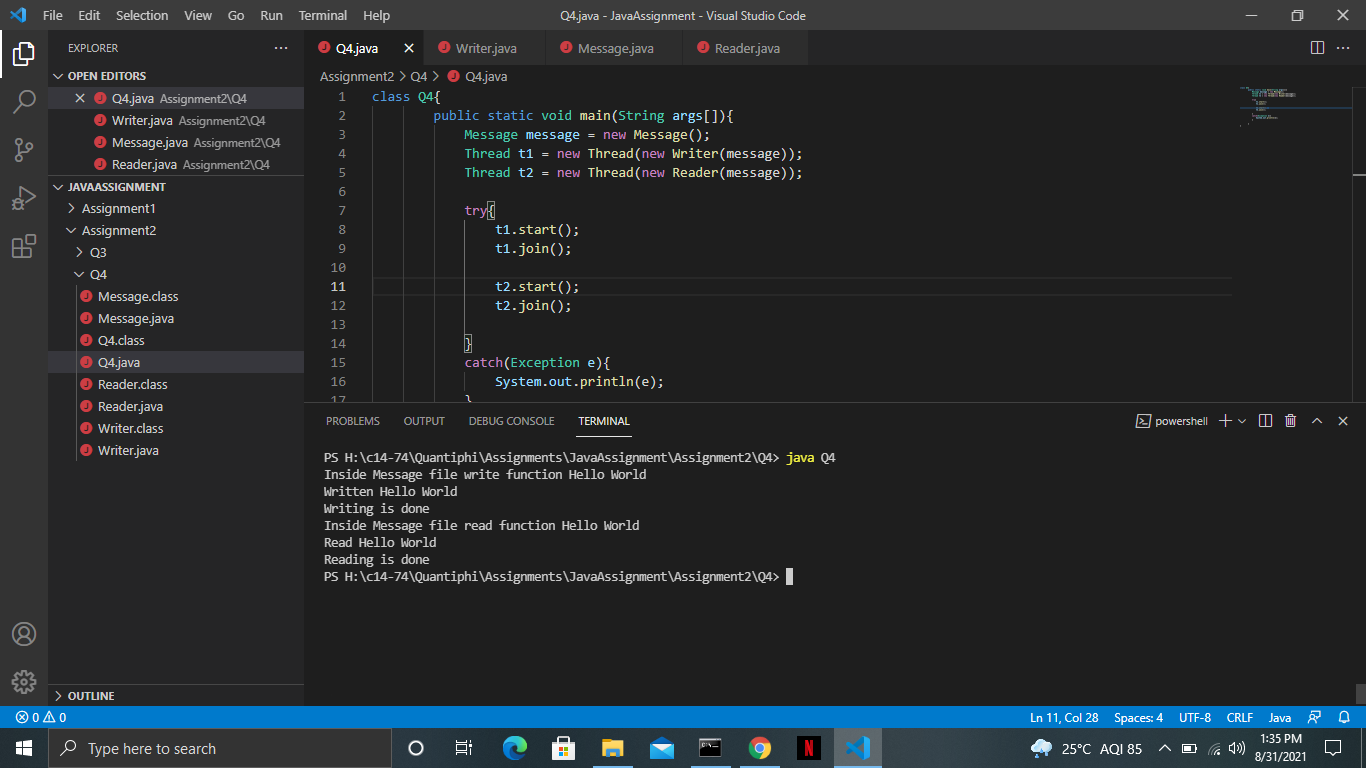 File Edit Selection View Go Run Terminal Help
Q4.java - JavaAssignment - Visual Studio Code
EXPLORER
OPEN EDITORS
Q4.java Assignment2\Q4
Writer.java Assignment2\Q4
Message.java Assignment2\Q4
Reader.java Assignment2\Q4
JAVAASSIGNMENT
Assignment1
Assignment2
Q3
Q4
Message.class
Message.java
Q4.class
Q4.java
Reader.class
Reader.java
Writer.class
Writer.java
OUTLINE
Q4.java Writer.java Message.java Reader.java
Assignment2 > Q4 > Q4.java
1 class Q4{
2 public static void main(String args[]){
3 Message message = new Message();
4 Thread t1 = new Thread(new Writer(message));
5 Thread t2 = new Thread(new Reader(message));
6
7 try{
8 t1.start();
9 t1.join();
10
11 t2.start();
12 t2.join();
13
14 }
15 catch(Exception e){
16 System.out.println(e);
17 }
PROBLEMS OUTPUT DEBUG CONSOLE TERMINAL
powershell
PS H:\c14-74\Quantiphi\Assignments\JavaAssignment\Assignment2\Q4> java Q4
Inside Message file write function Hello World
Written Hello World
Writing is done
Inside Message file read function Hello World
Read Hello World
Reading is done
PS H:\c14-74\Quantiphi\Assignments\JavaAssignment\Assignment2\Q4>
0 0 Ln 11, Col 28 Spaces: 4 UTF-8 CRLF Java
Type here to search
25°C AQI 85
1:35 PM
8/31/2021